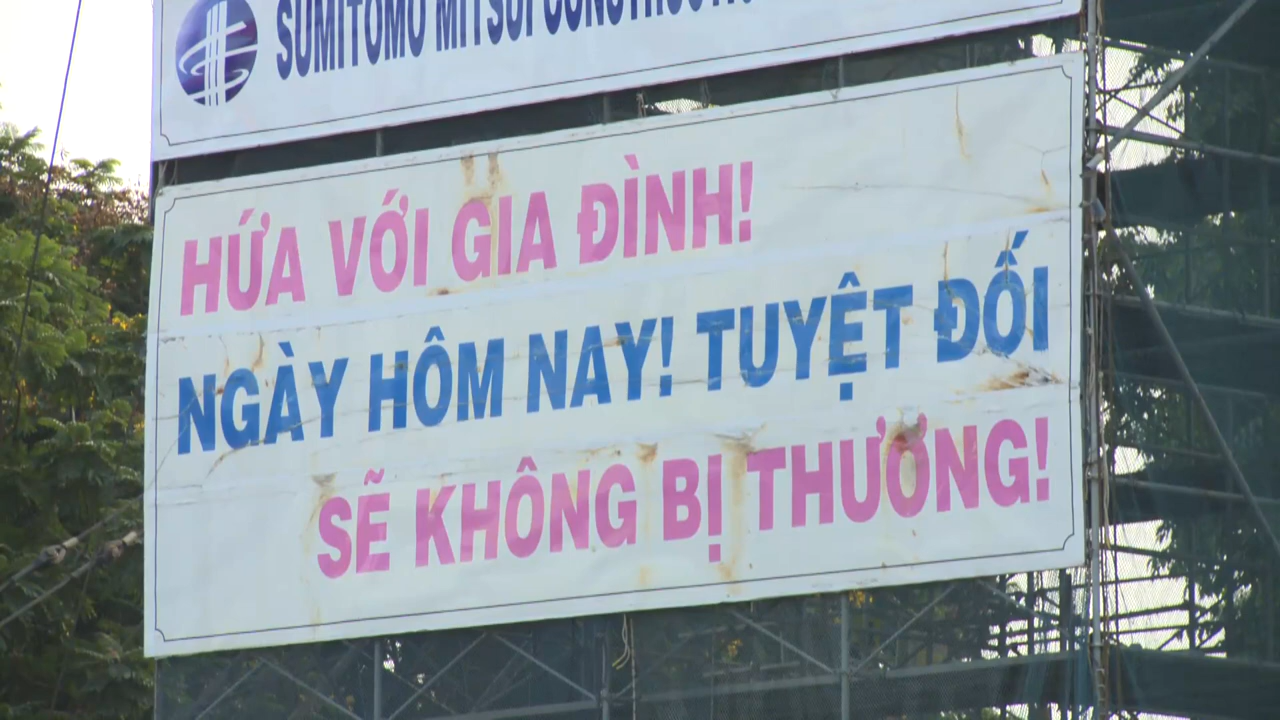 SUMITOMO MITSUI CONSTRUCTION
HỨA VỚI GIA ĐÌNH!
NGÀY HÔM NAY! TUYỆT ĐỐI
SẼ KHÔNG BỊ THƯƠNG!